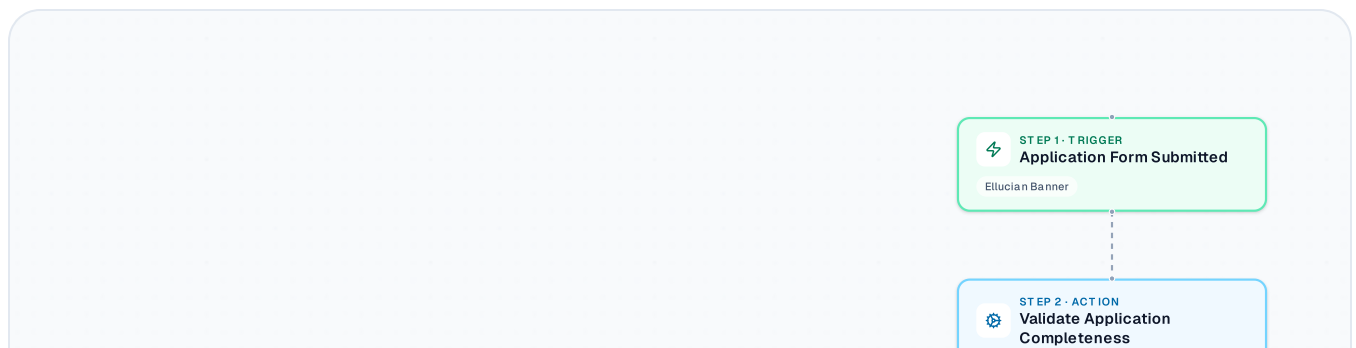 STEP 1 · TRIGGER
Application Form Submitted
Ellucian Banner
STEP 2 · ACTION
Validate Application
Completeness